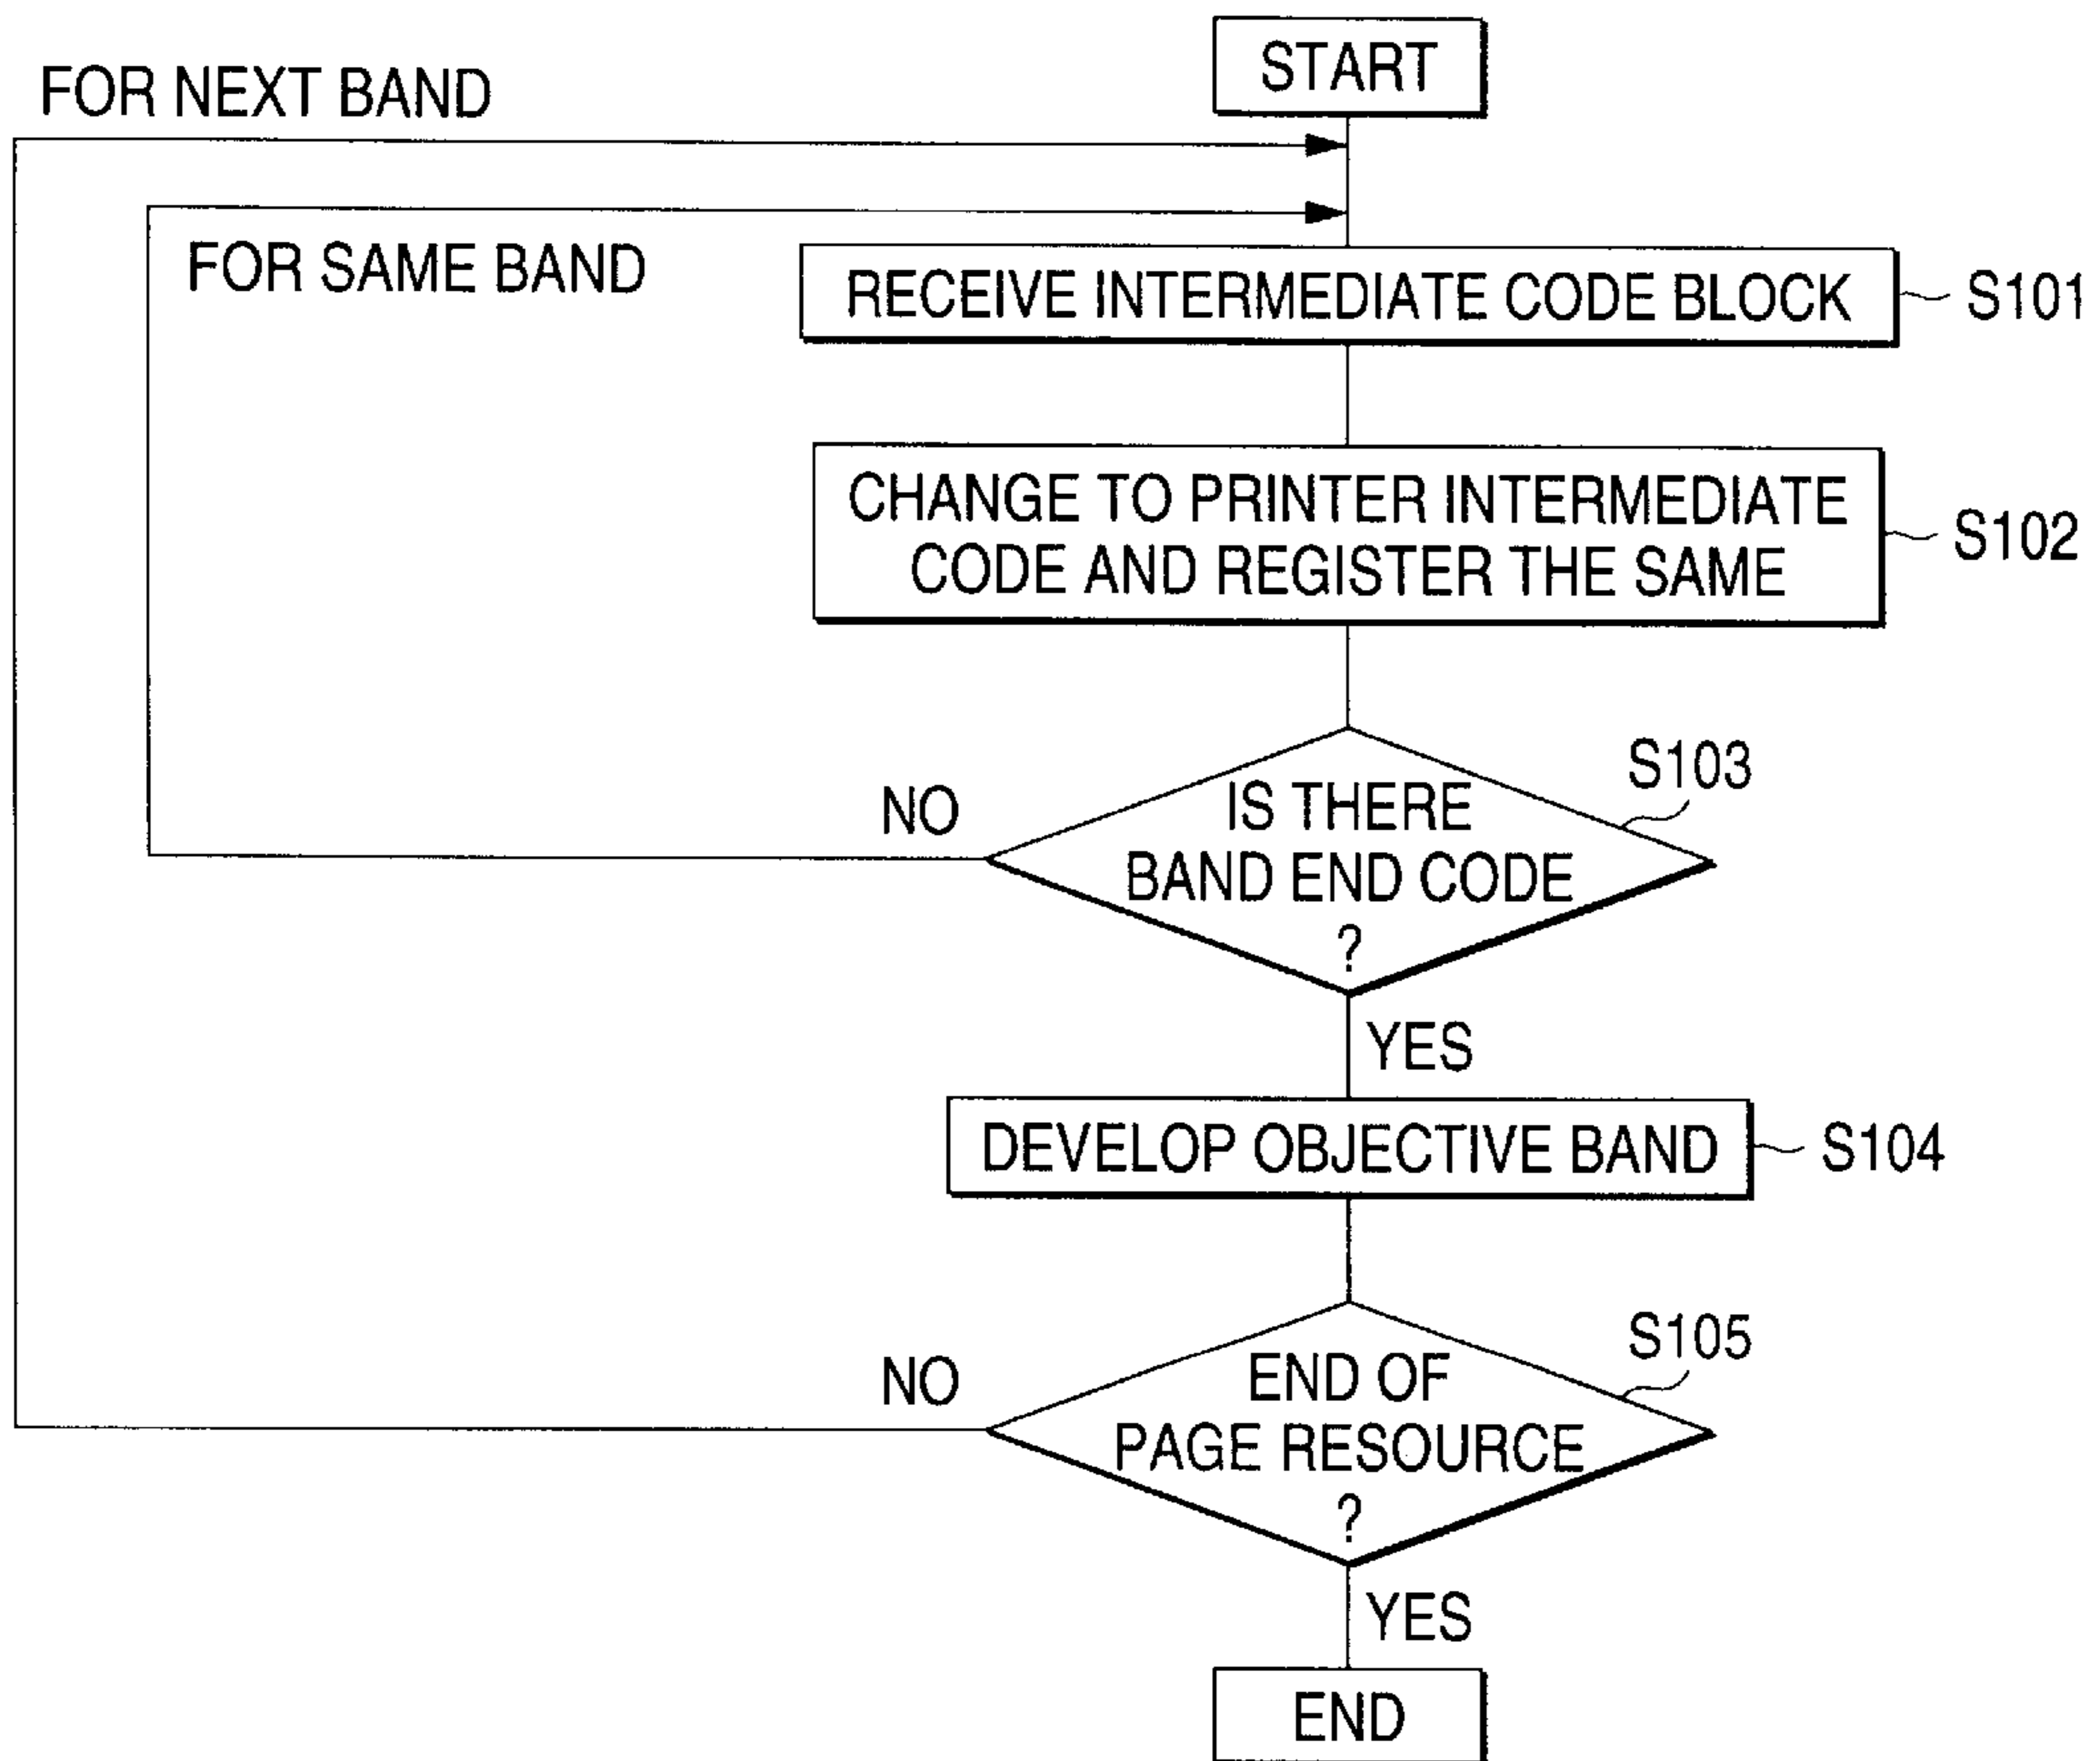 START
FOR NEXT BAND
FOR SAME BAND
RECEIVE INTERMEDIATE CODE BLOCK
S101
CHANGE TO PRINTER INTERMEDIATE
CODE AND REGISTER THE SAME
S102
S103
IS THERE
BAND END CODE
?
NO
YES
DEVELOP OBJECTIVE BAND
S104
S105
END OF
PAGE RESOURCE
?
NO
YES
END